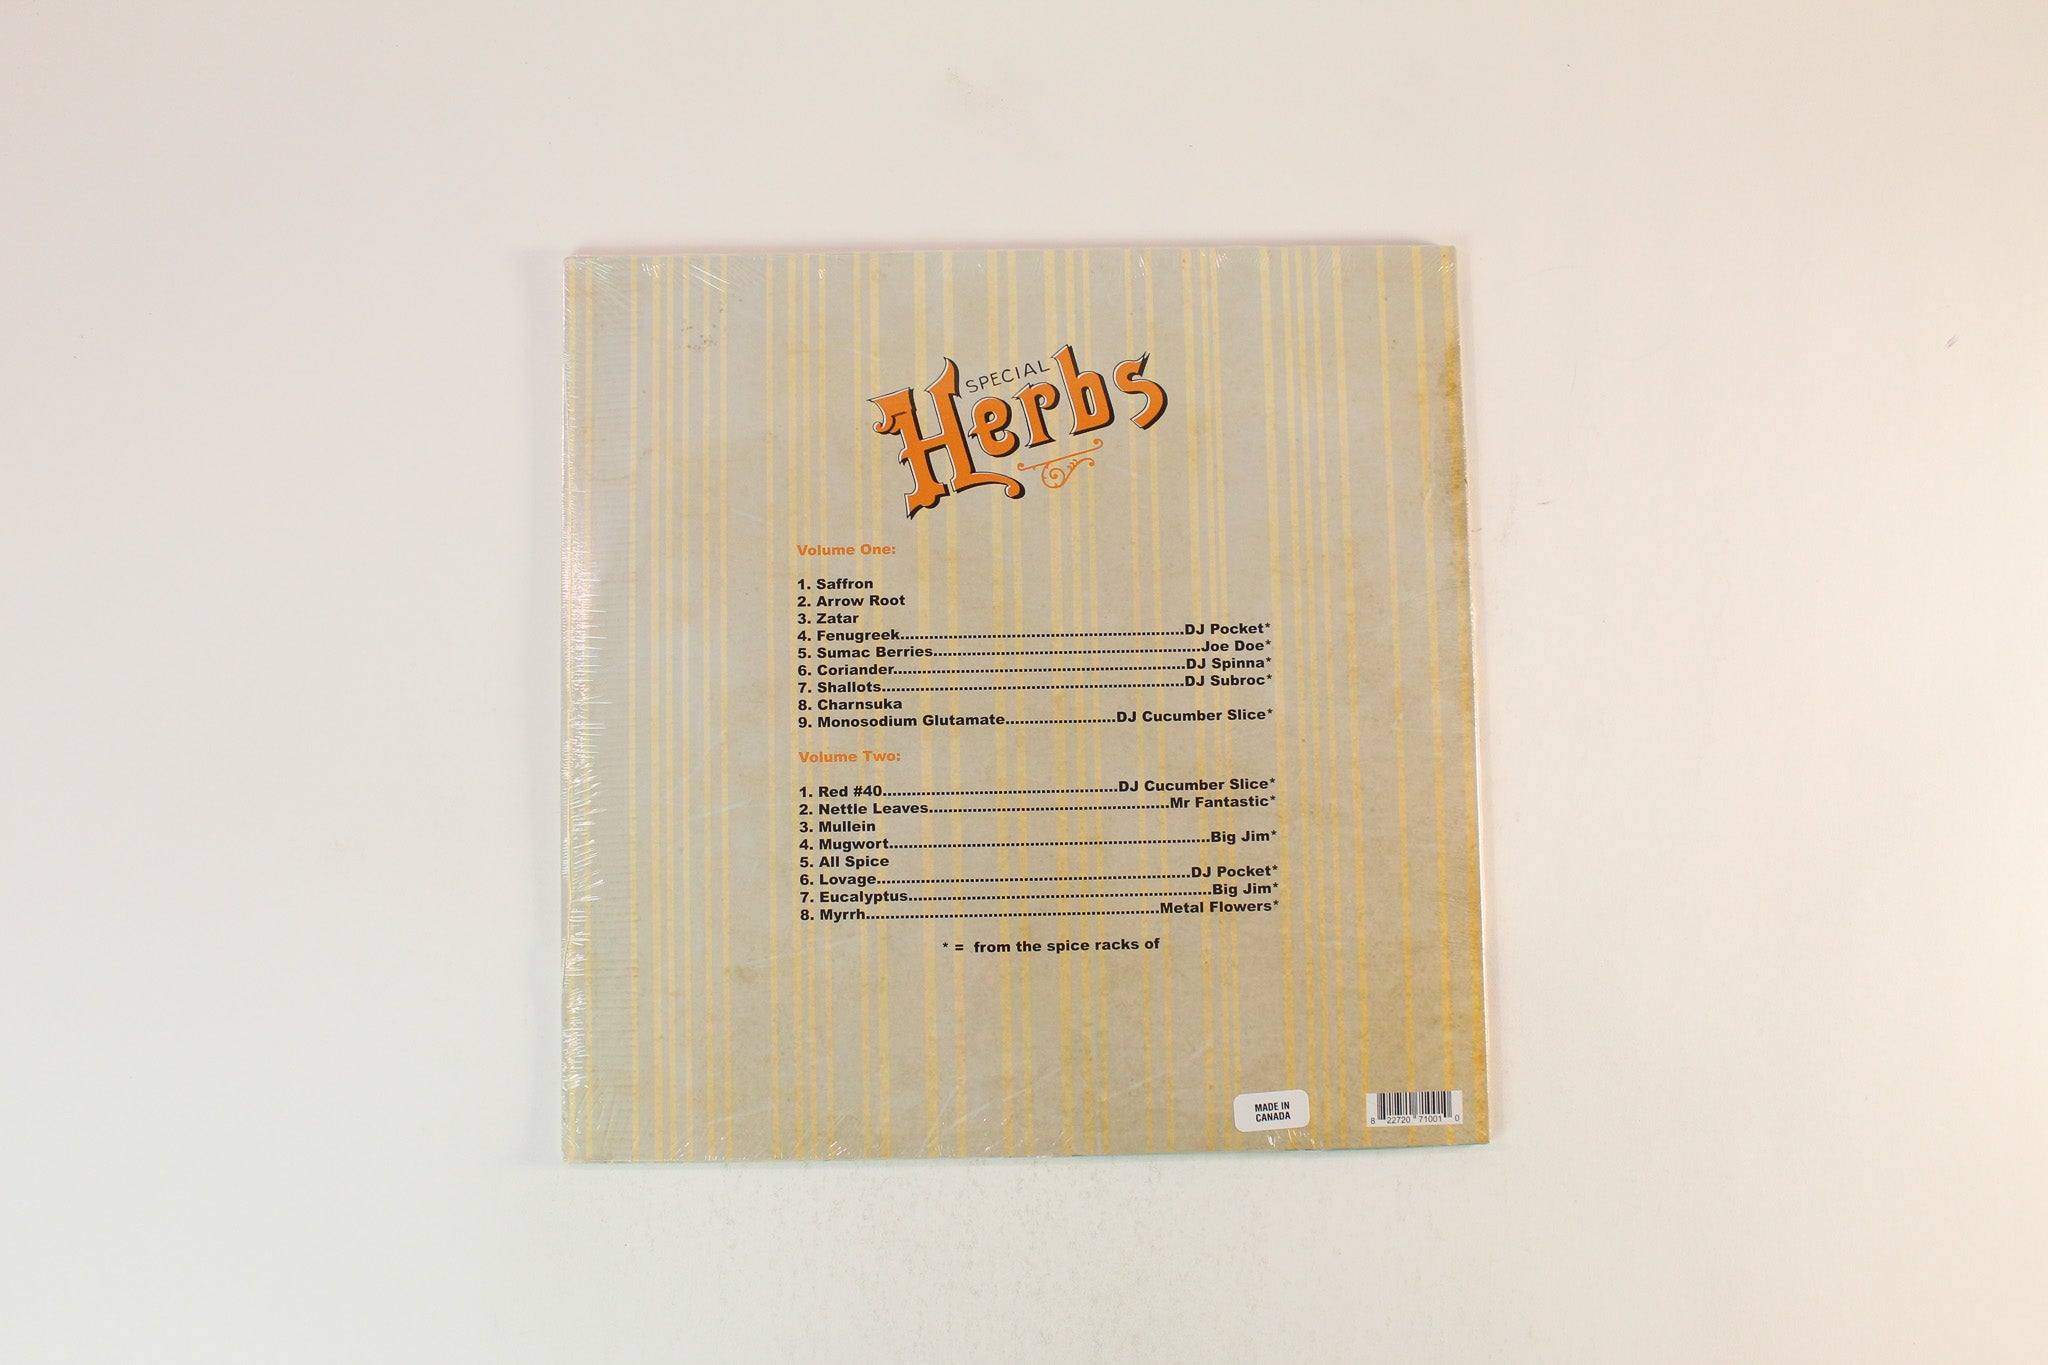 SPECIAL
Herbs
Volume One:
1. Saffron
2. Arrow Root
3. Zatar
4. Fenugreek..........................................................DJ Pocket*
5. Sumac Berries.......................................................Joe Doe*
6. Coriander............................................................DJ Spinna*
7. Shallots..............................................................DJ Subroc*
8. Charnsuka
9. Monosodium Glutamate.......................DJ Cucumber Slice*
Volume Two:
1. Red #40................................................DJ Cucumber Slice*
2. Nettle Leaves.................................................Mr Fantastic*
3. Mullein
4. Mugwort..................................................................Big Jim*
5. All Spice
6. Lovage................................................................DJ Pocket*
7. Eucalyptus..............................................................Big Jim*
8. Myrrh............................................................Metal Flowers*
* = from the spice racks of
MADE IN
CANADA
8 22720 71001 0